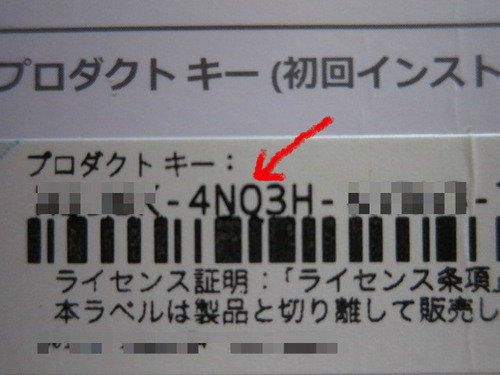 プロダクト キー (初回インスト
プロダクト キー：
-4NQ3H-
ライセンス証明：「ライセンス条項」
本ラベルは製品と切り離して販売し